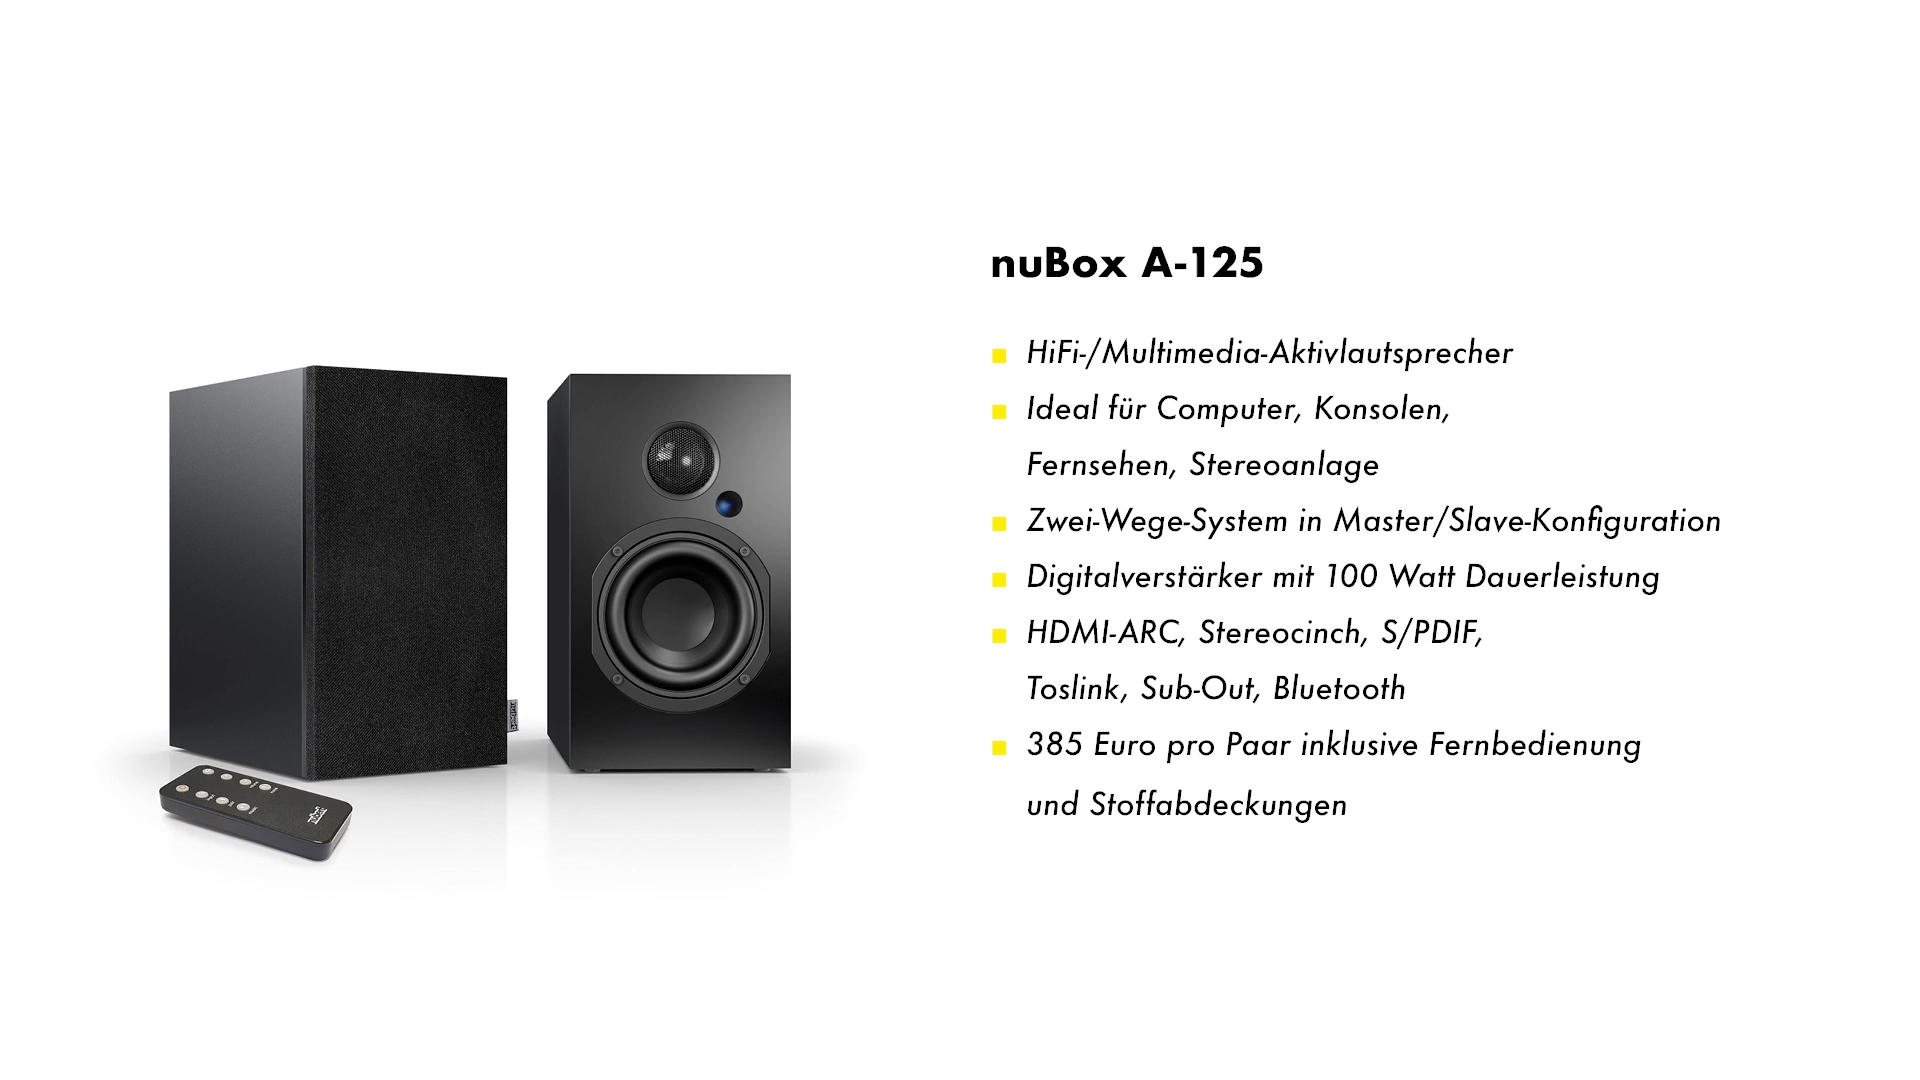 nuBox A-125
HiFi-/Multimedia-Aktivlautsprecher
Ideal für Computer, Konsolen,
Fernsehen, Stereoanlage
Zwei-Wege-System in Master/Slave-Konfiguration
Digitalverstärker mit 100 Watt Dauerleistung
HDMI-ARC, Stereocinch, S/PDIF,
Toslink, Sub-Out, Bluetooth
385 Euro pro Paar inklusive Fernbedienung
und Stoffabdeckungen